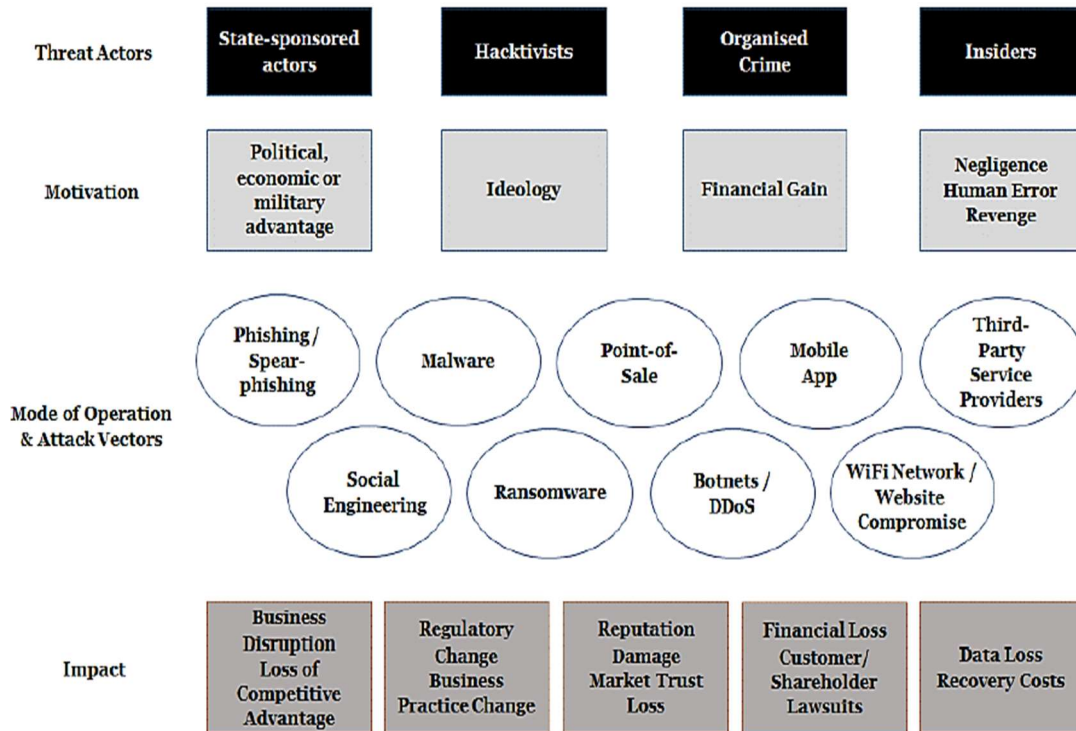 Threat Actors
State-sponsored
actors
Hacktivists
Organised
Crime
Insiders
Motivation
Political,
economic or
military
advantage
Ideology
Financial Gain
Negligence
Human Error
Revenge
Mode of Operation
& Attack Vectors
Phishing /
Spear-
phishing
Malware
Point-of-
Sale
Mobile
App
Third-
Party
Service
Providers
Social
Engineering
Ransomware
Botnets /
DDoS
WiFi Network /
Website
Compromise
Impact
Business
Disruption
Loss of
Competitive
Advantage
Regulatory
Change
Business
Practice Change
Reputation
Damage
Market Trust
Loss
Financial Loss
Customer/
Shareholder
Lawsuits
Data Loss
Recovery Costs